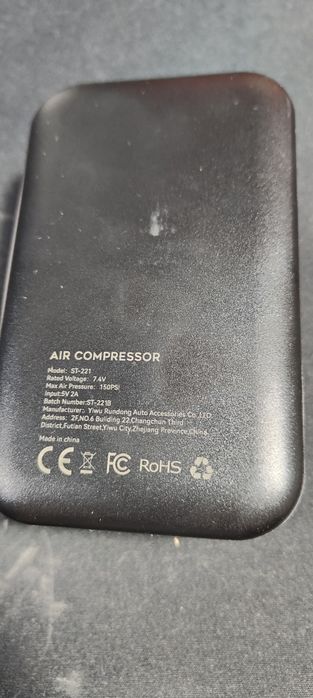 AIR COMPRESSOR
Model: ST-221
Rated Voltage: 7.4V
Max Air Pressure: 150PSI
Input:5V 2A
Batch Number:ST-221B
Manufacturer: Yiwu Rundong Auto Accessories Co.,LTD
Address: 2F,NO.6 Building 22,Changchun Third
District,Futian Street,Yiwu City,Zhejiang Provence,China
Made in china
CE FC RoHS